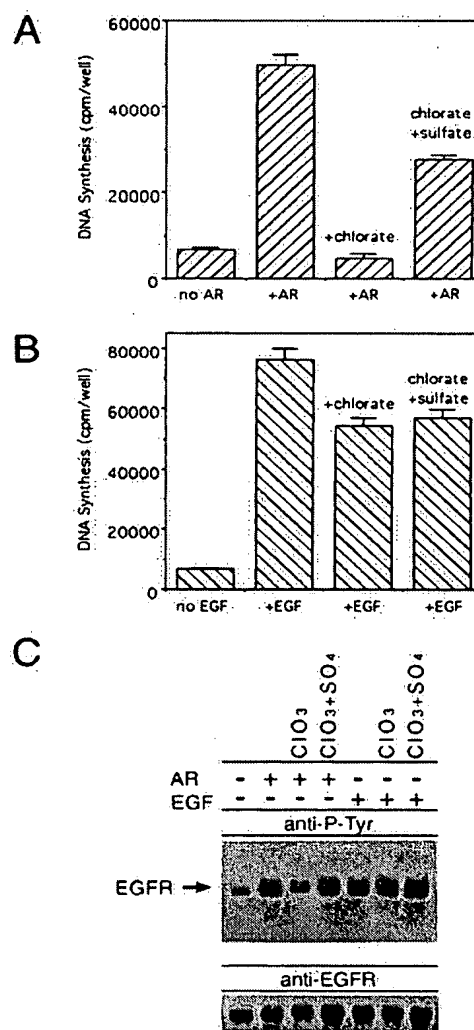 A
DNA Synthesis (cpm/well)
60000
40000
20000
0
chlorate
+sulfate
+chlorate
no AR +AR +AR +AR
B
DNA Synthesis (cpm/well)
80000
60000
40000
20000
0
+chlorate
chlorate
+sulfate
no EGF +EGF +EGF +EGF
C
ClO3 ClO3+SO4 ClO3 ClO3+SO4
AR - + + + - - -
EGF - - - - + + +
anti-P-Tyr
EGFR
anti-EGFR